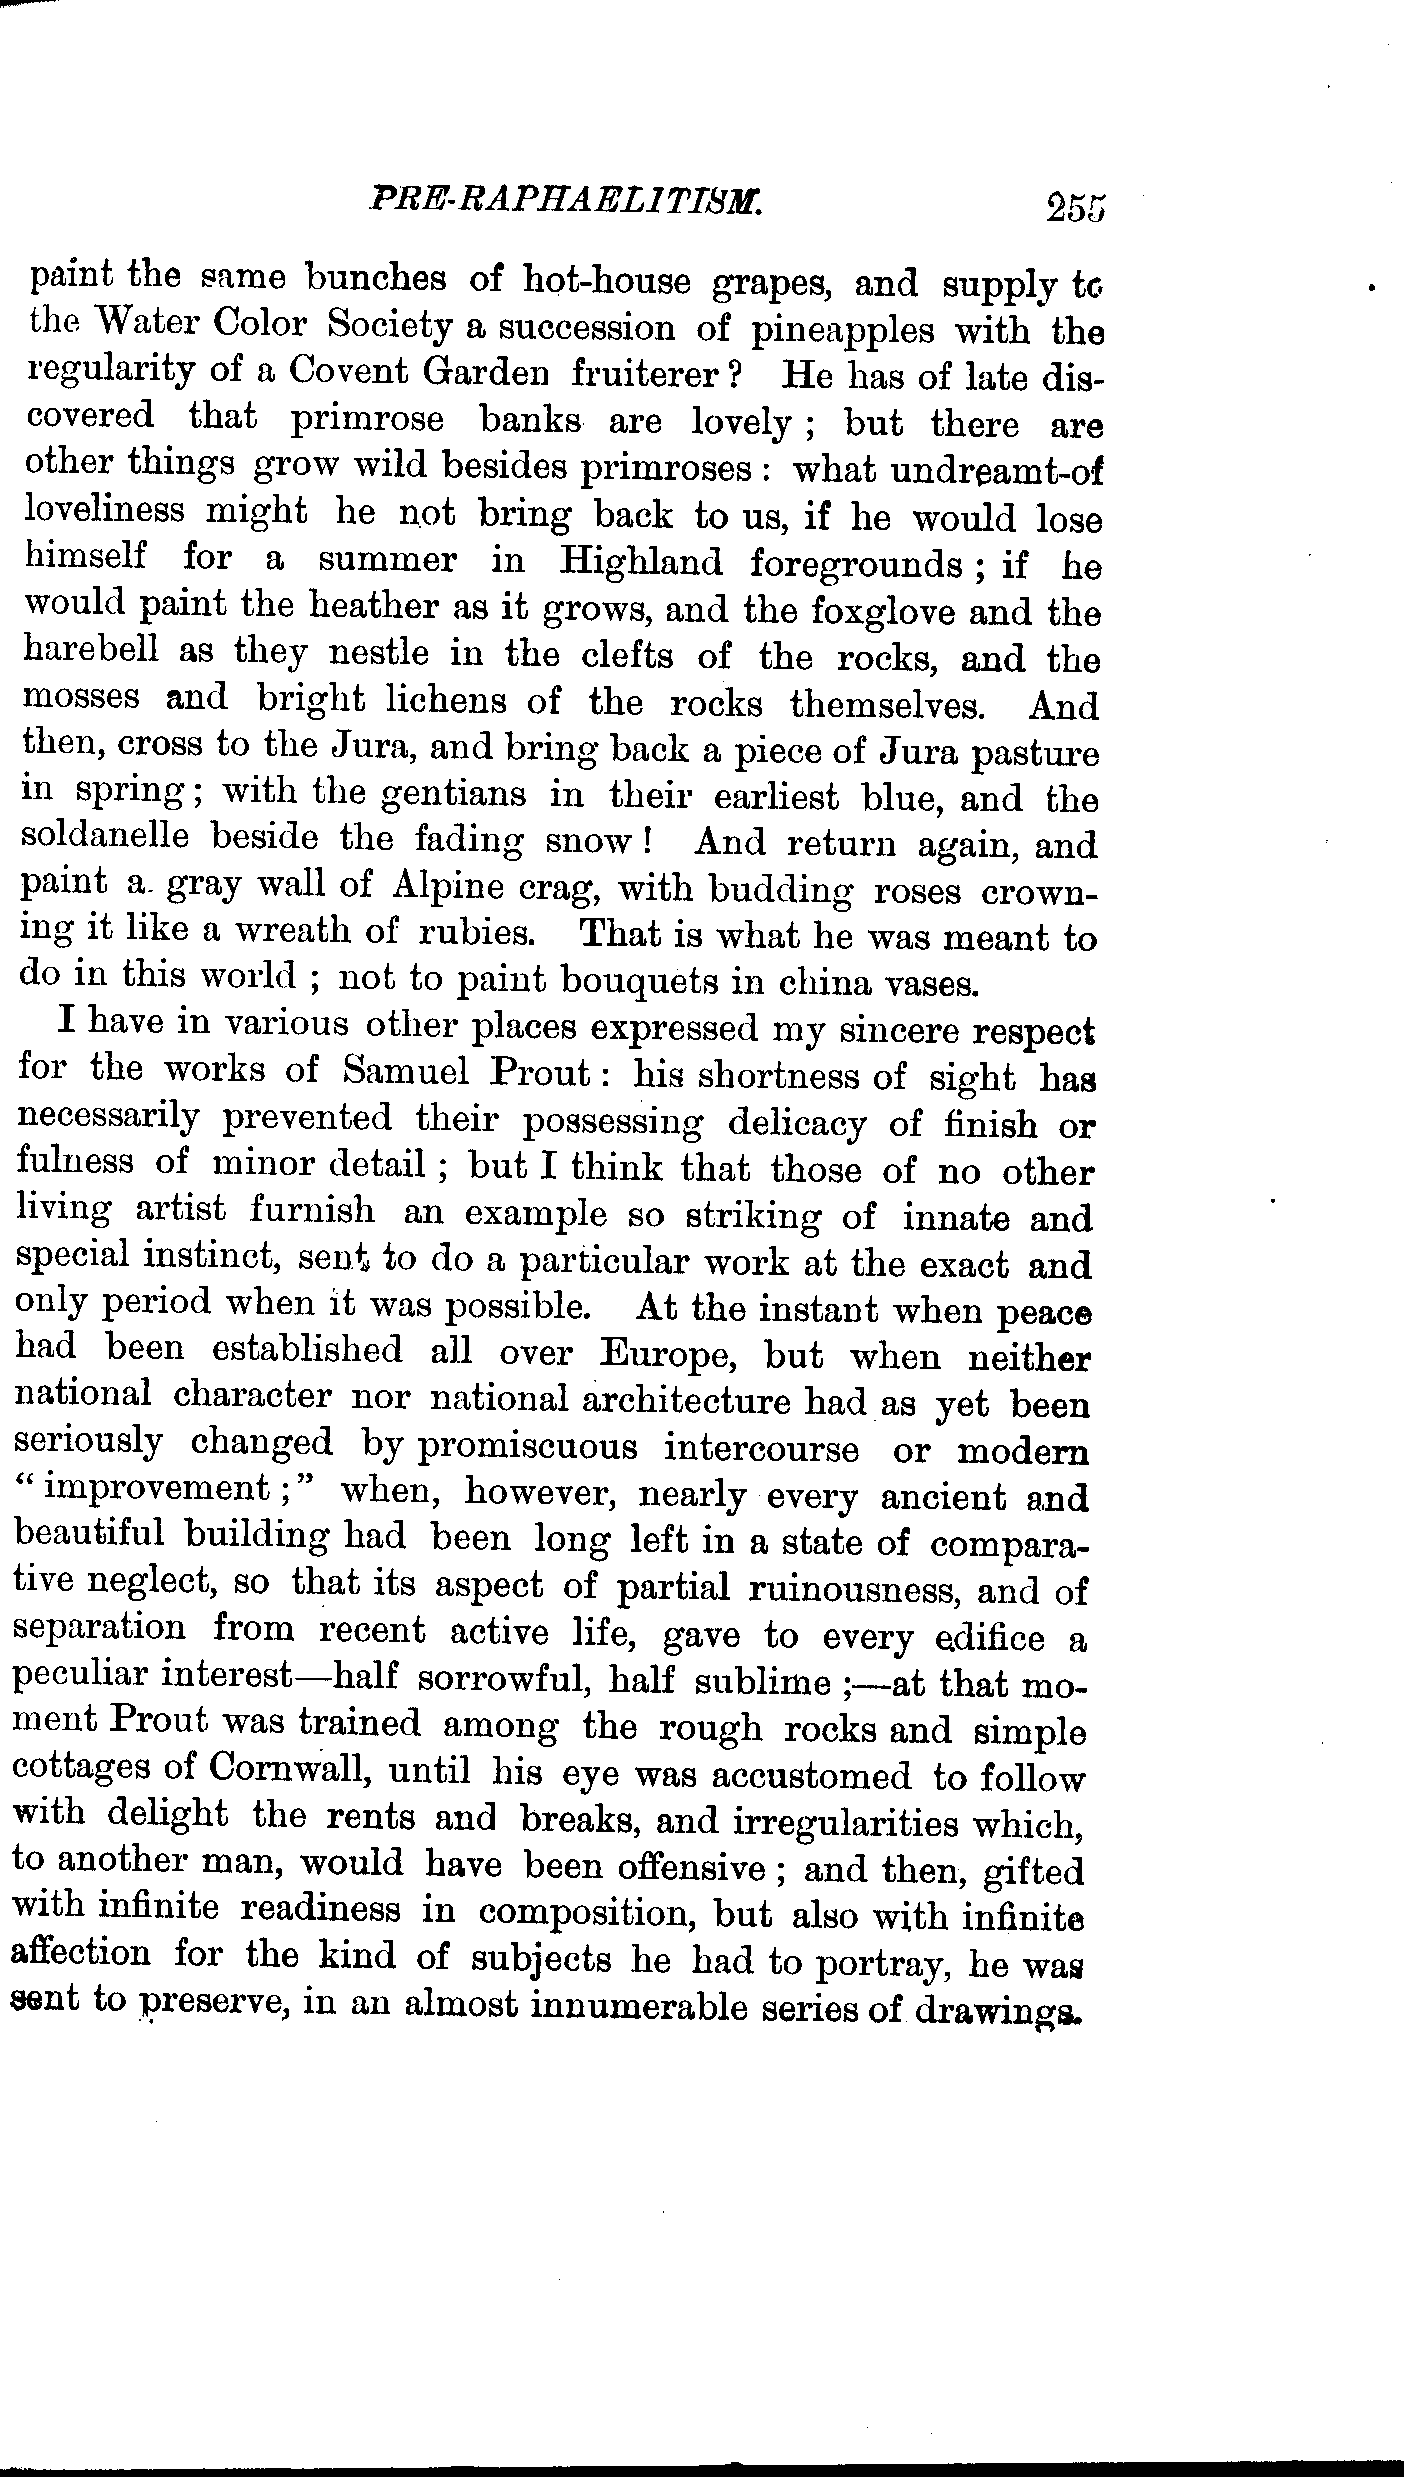 PRE-RAPHAELITISM. 255
paint the same bunches of hot-house grapes, and supply to
the Water Color Society a succession of pineapples with the
regularity of a Covent Garden fruiterer ? He has of late dis-
covered that primrose banks are lovely ; but there are
other things grow wild besides primroses : what undreamt-of
loveliness might he not bring back to us, if he would lose
himself for a summer in Highland foregrounds ; if he
would paint the heather as it grows, and the foxglove and the
harebell as they nestle in the clefts of the rocks, and the
mosses and bright lichens of the rocks themselves. And
then, cross to the Jura, and bring back a piece of Jura pasture
in spring ; with the gentians in their earliest blue, and the
soldanelle beside the fading snow ! And return again, and
paint a gray wall of Alpine crag, with budding roses crown-
ing it like a wreath of rubies. That is what he was meant to
do in this world ; not to paint bouquets in china vases.
I have in various other places expressed my sincere respect
for the works of Samuel Prout : his shortness of sight has
necessarily prevented their possessing delicacy of finish or
fulness of minor detail ; but I think that those of no other
living artist furnish an example so striking of innate and
special instinct, sent to do a particular work at the exact and
only period when it was possible. At the instant when peace
had been established all over Europe, but when neither
national character nor national architecture had as yet been
seriously changed by promiscuous intercourse or modern
“ improvement ;” when, however, nearly every ancient and
beautiful building had been long left in a state of compara-
tive neglect, so that its aspect of partial ruinousness, and of
separation from recent active life, gave to every edifice a
peculiar interest—half sorrowful, half sublime ;—at that mo-
ment Prout was trained among the rough rocks and simple
cottages of Cornwall, until his eye was accustomed to follow
with delight the rents and breaks, and irregularities which,
to another man, would have been offensive ; and then, gifted
with infinite readiness in composition, but also with infinite
affection for the kind of subjects he had to portray, he was
sent to preserve, in an almost innumerable series of drawings.